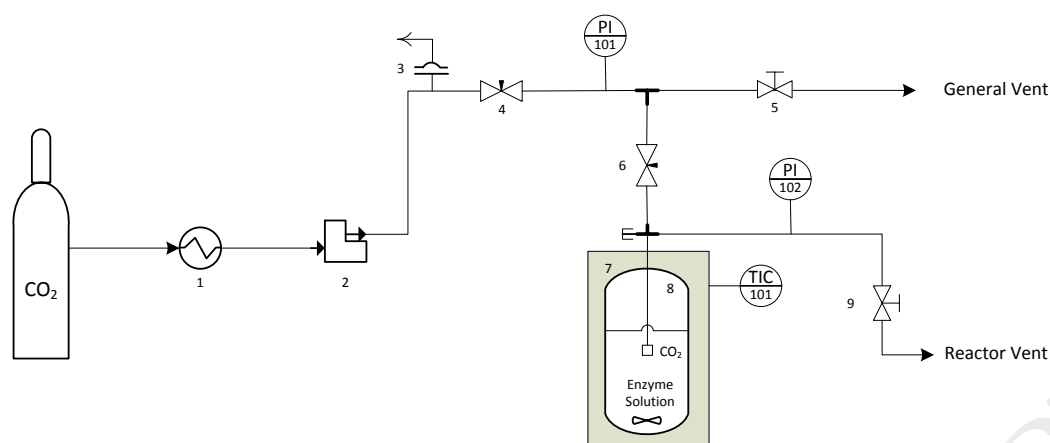 PI
101
3
4
General Vent
5
6
PI
102
CO₂
1
2
7
8
TIC
101
9
CO₂
Reactor Vent
Enzyme
Solution